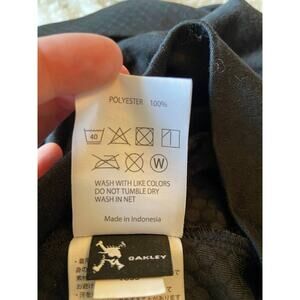 POLYESTER 100%
40
W
WASH WITH LIKE COLORS
DO NOT TUMBLE DRY
WASH IN NET
Made in Indonesia
OAKLEY